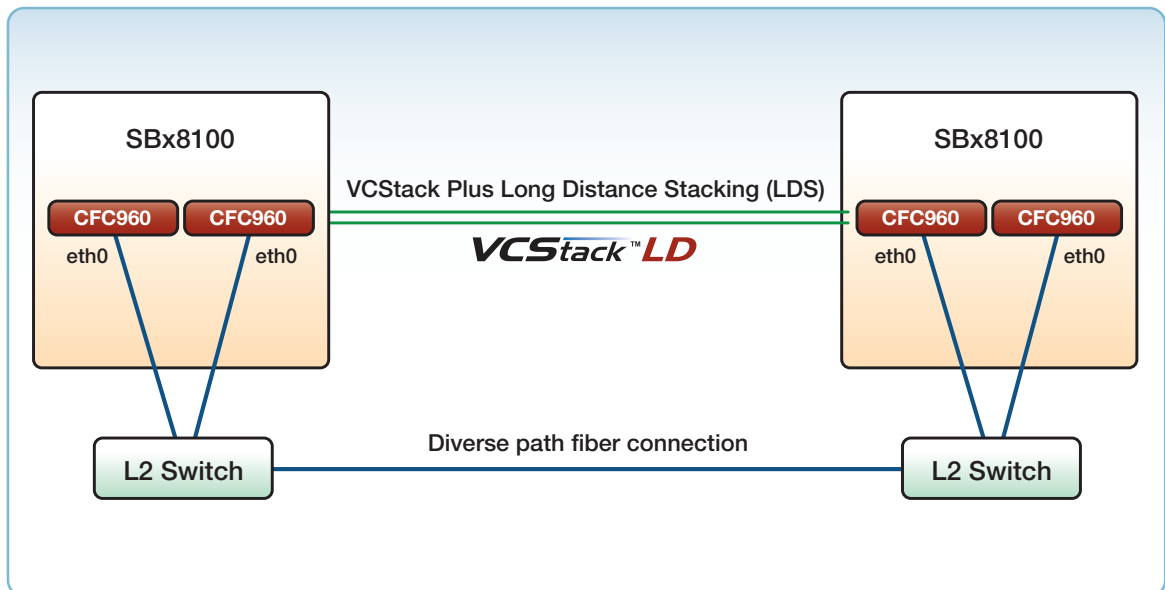 SBx8100
SBx8100
VCStack Plus Long Distance Stacking (LDS)
CFC960
CFC960
CFC960
CFC960
eth0
eth0
VCStack™LD
eth0
eth0
Diverse path fiber connection
L2 Switch
L2 Switch